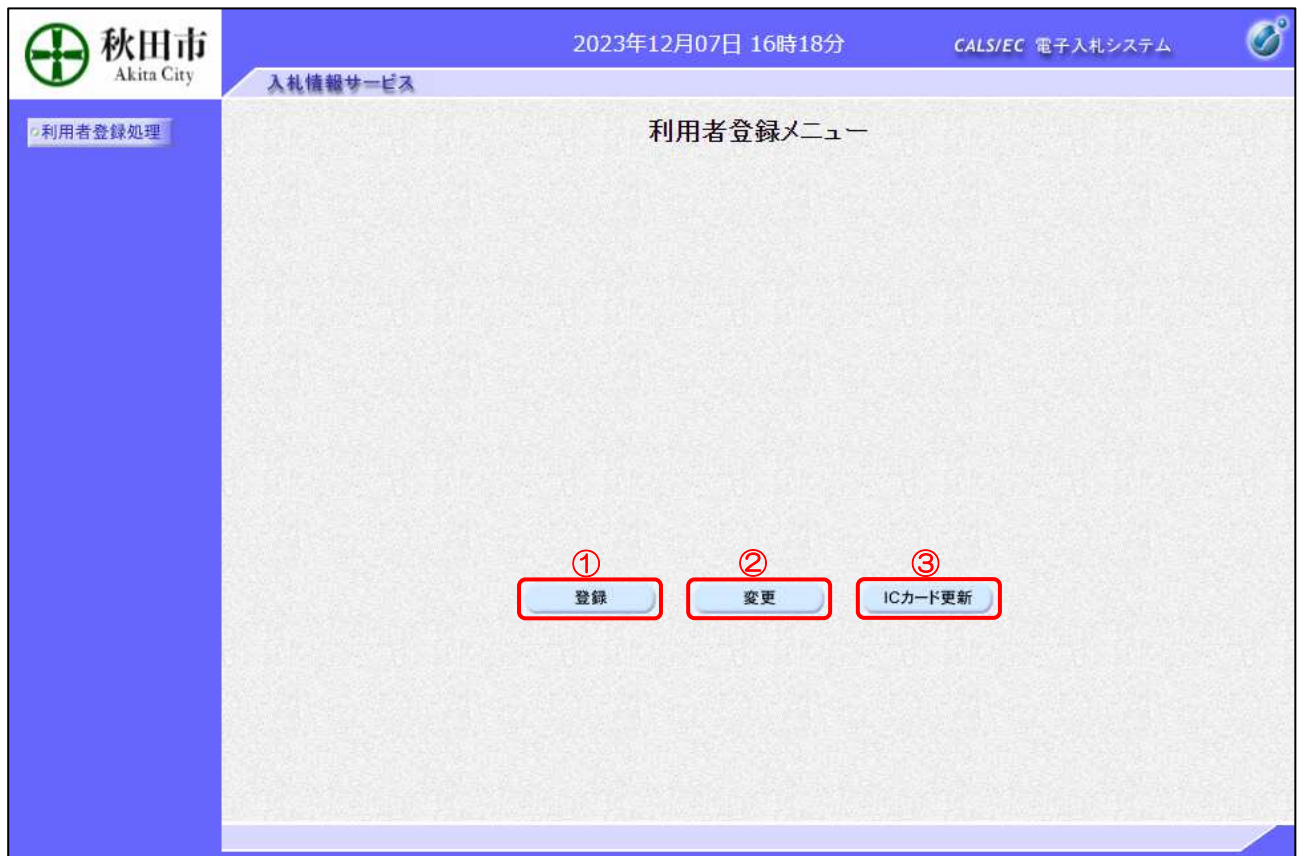 秋田市
Akita City
2023年12月07日 16時18分
CALS/EC 電子入札システム
入札情報サービス
利用者登録処理
利用者登録メニュー
① ② ③
登録 変更 ICカード更新